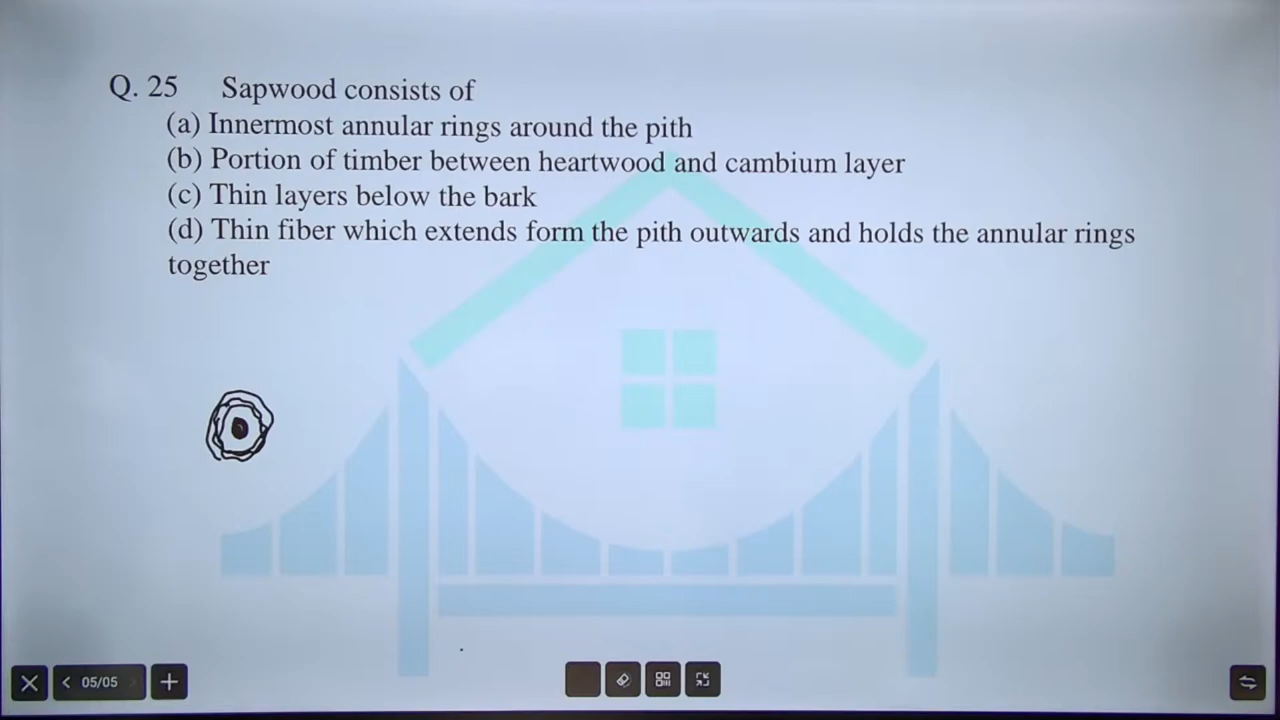 Q. 25 Sapwood consists of
(a) Innermost annular rings around the pith
(b) Portion of timber between heartwood and cambium layer
(c) Thin layers below the bark
(d) Thin fiber which extends form the pith outwards and holds the annular rings
together
05/05